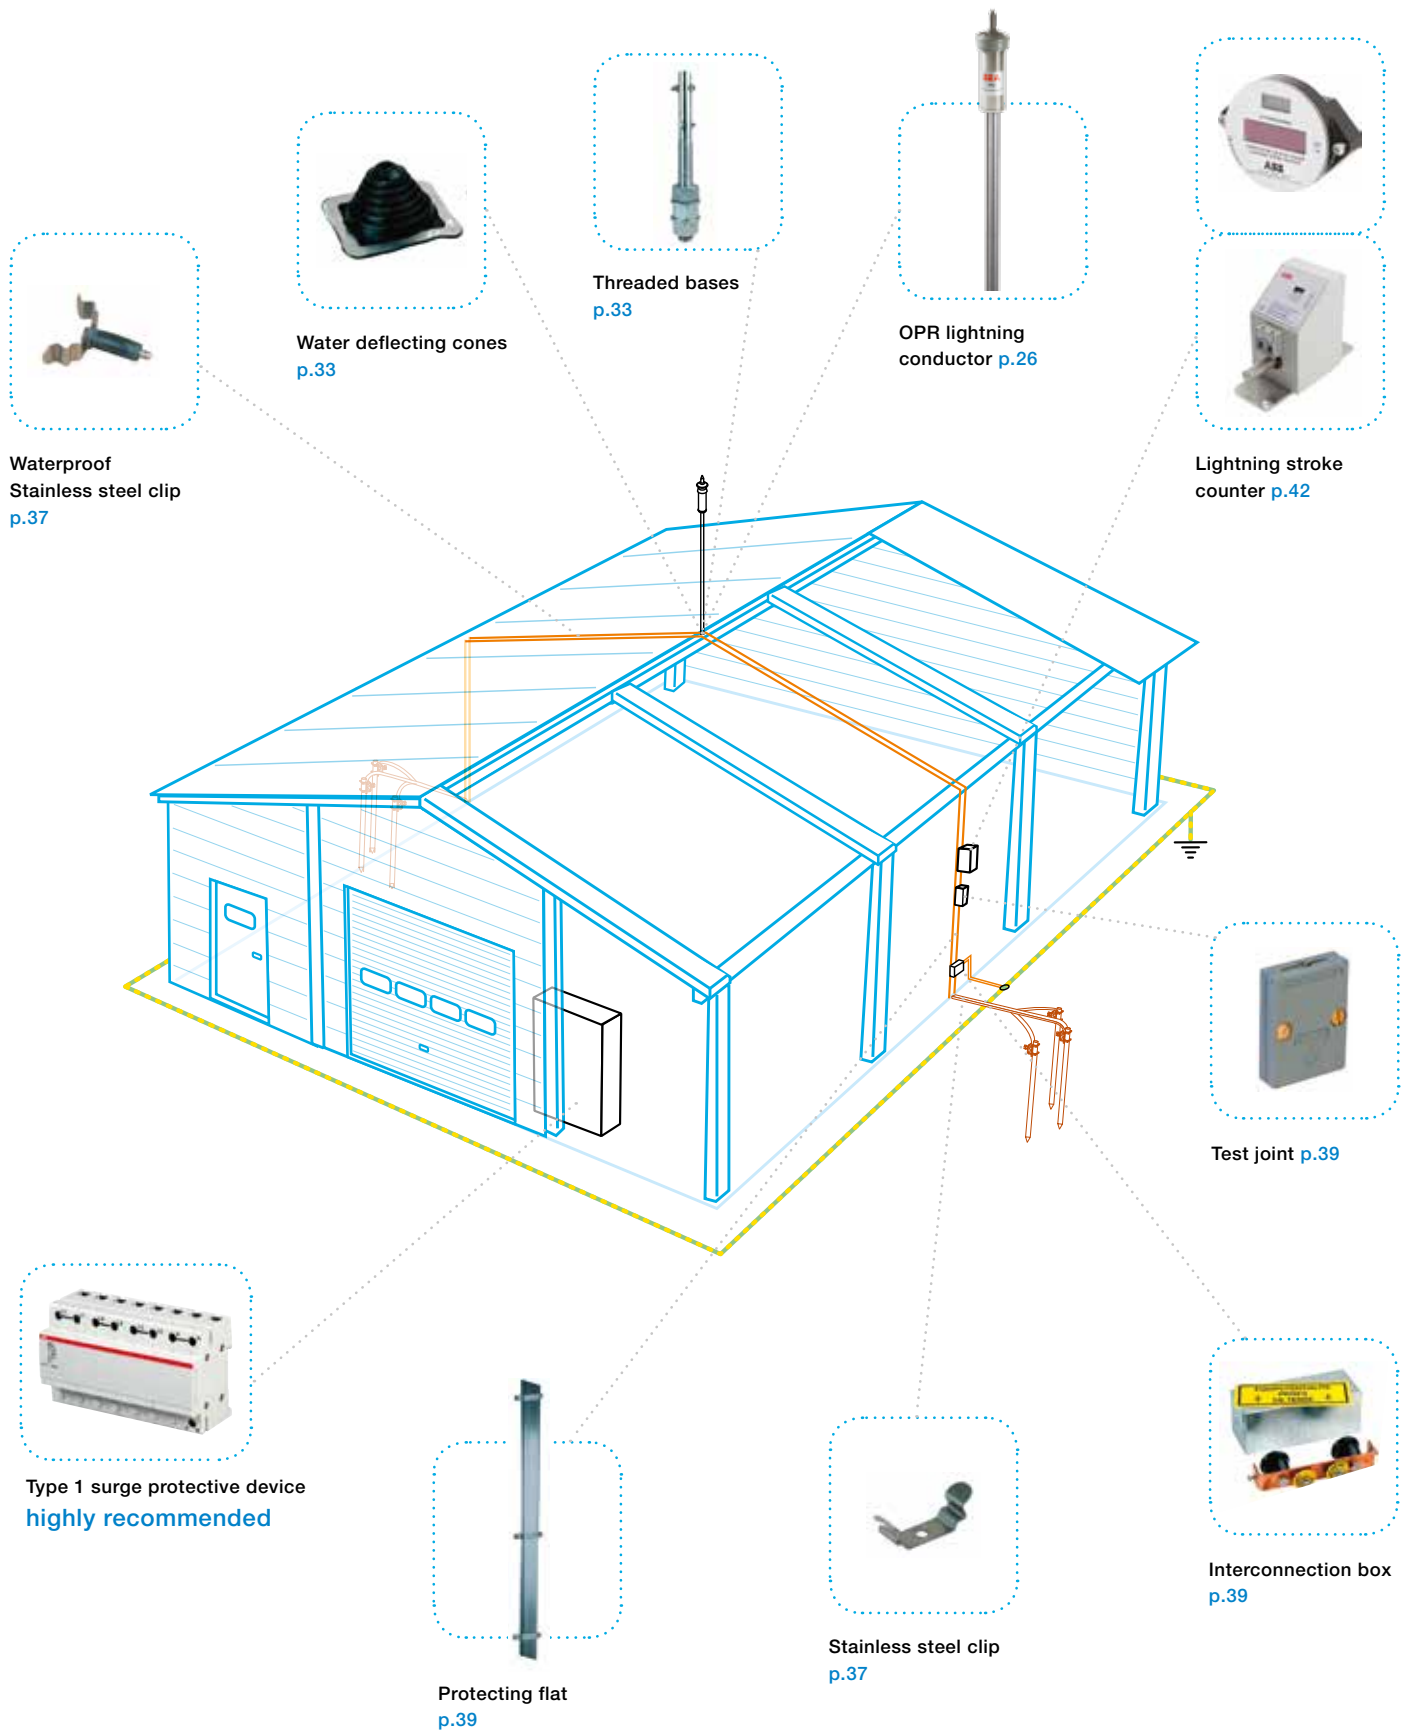 Threaded bases
p.33
Water deflecting cones
p.33
OPR lightning
conductor p.26
ABB
Waterproof
Stainless steel clip
p.37
Lightning stroke
counter p.42
Test joint p.39
Type 1 surge protective device
highly recommended
Interconnection box
p.39
Stainless steel clip
p.37
Protecting flat
p.39